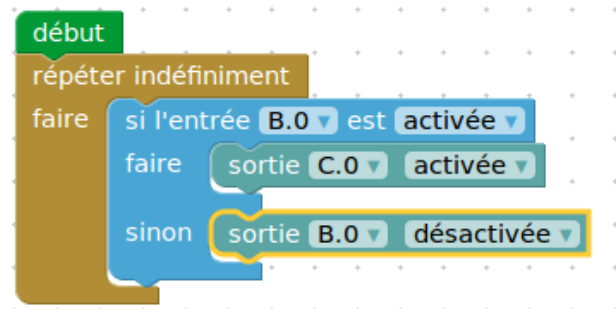 début
répéter indéfiniment
faire si l'entrée B.0 est activée
faire sortie C.0 activée
sinon sortie B.0 désactivée